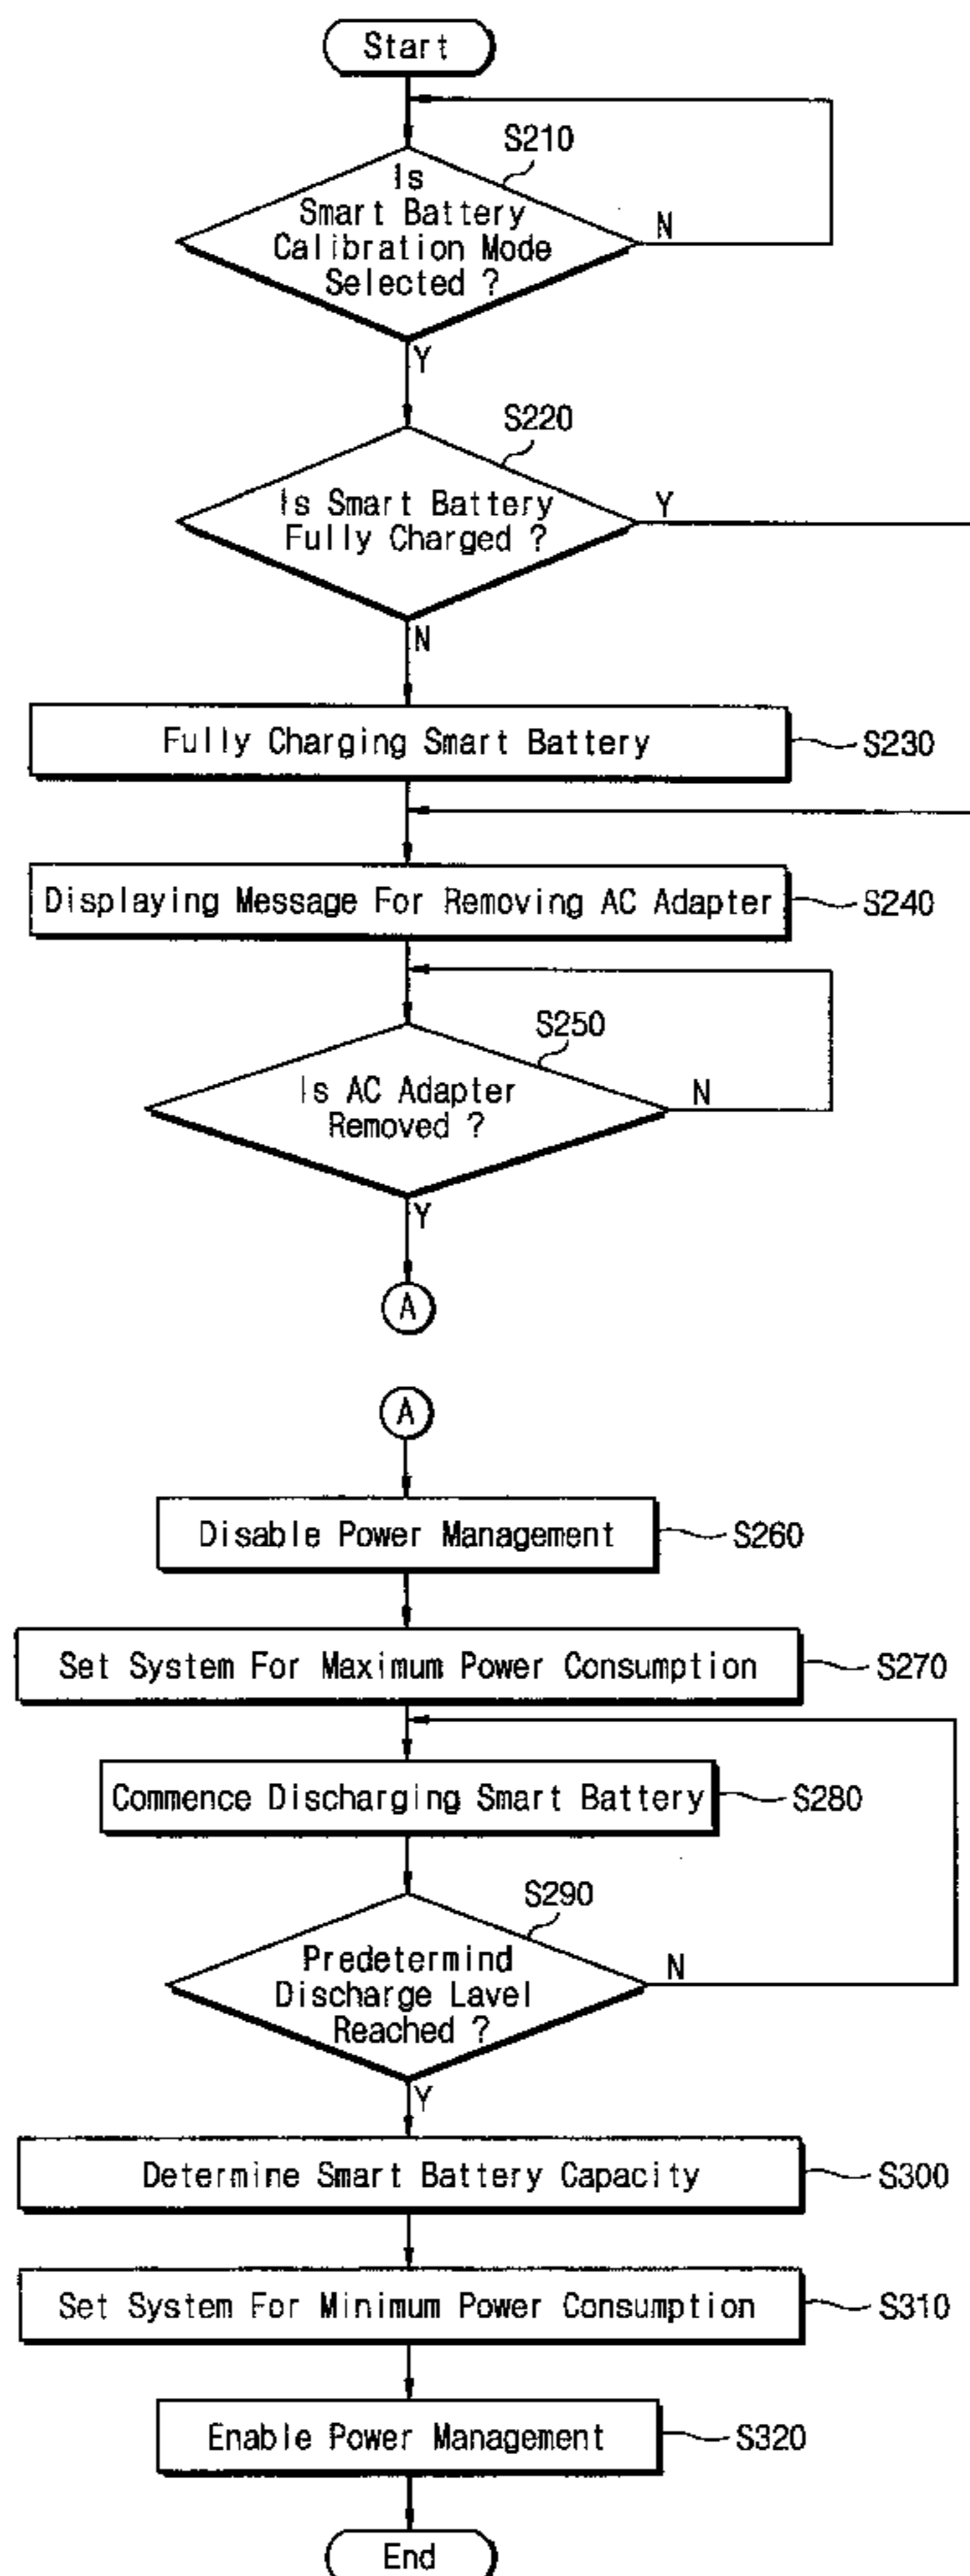 Start
S210
Is
Smart Battery
Calibration Mode
Selected ?
N
Y
S220
Is Smart Battery
Fully Charged ?
Y
N
Fully Charging Smart Battery
S230
Displaying Message For Removing AC Adapter
S240
S250
Is AC Adapter
Removed ?
N
Y
A
A
Disable Power Management
S260
Set System For Maximum Power Consumption
S270
Commence Discharging Smart Battery
S280
S290
Predetermind
Discharge Lavel
Reached ?
N
Y
Determine Smart Battery Capacity
S300
Set System For Minimum Power Consumption
S310
Enable Power Management
S320
End